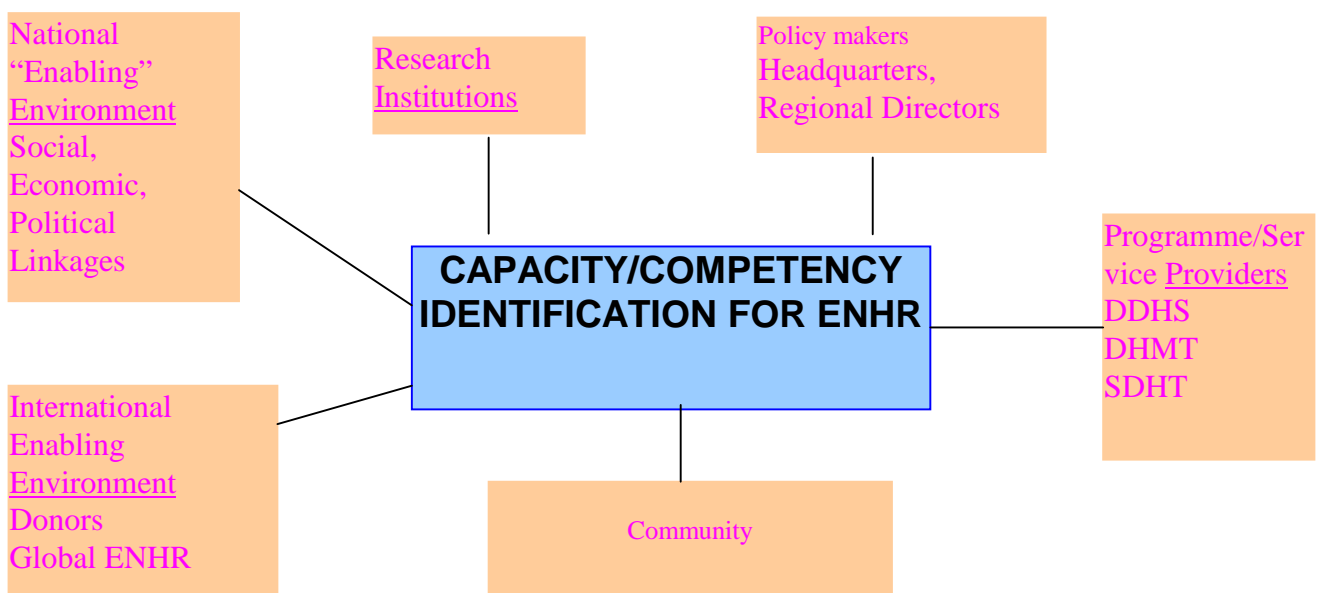 National
“Enabling”
Environment
Social,
Economic,
Political
Linkages
Research
Institutions
Policy makers
Headquarters,
Regional Directors
CAPACITY/COMPETENCY
IDENTIFICATION FOR ENHR
Programme/Ser
vice Providers
DDHS
DHMT
SDHT
International
Enabling
Environment
Donors
Global ENHR
Community